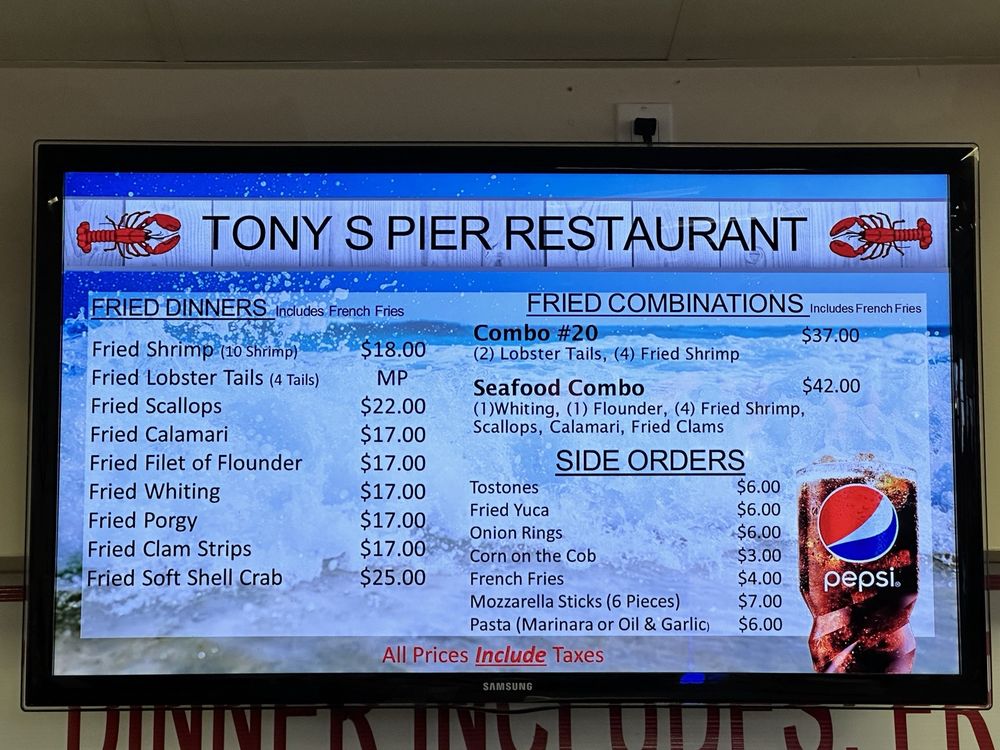 TONY S PIER RESTAURANT
FRIED DINNERS Includes French Fries
Fried Shrimp (10 Shrimp) $18.00
Fried Lobster Tails (4 Tails) MP
Fried Scallops $22.00
Fried Calamari $17.00
Fried Filet of Flounder $17.00
Fried Whiting $17.00
Fried Porgy $17.00
Fried Clam Strips $17.00
Fried Soft Shell Crab $25.00
FRIED COMBINATIONS Includes French Fries
Combo #20 $37.00
(2) Lobster Tails, (4) Fried Shrimp
Seafood Combo $42.00
(1)Whiting, (1) Flounder, (4) Fried Shrimp,
Scallops, Calamari, Fried Clams
SIDE ORDERS
Tostones $6.00
Fried Yuca $6.00
Onion Rings $6.00
Corn on the Cob $3.00
French Fries $4.00
Mozzarella Sticks (6 Pieces) $7.00
Pasta (Marinara or Oil & Garlic) $6.00
pepsi®
All Prices Include Taxes
SAMSUNG
DINNER INCLUDES: FR